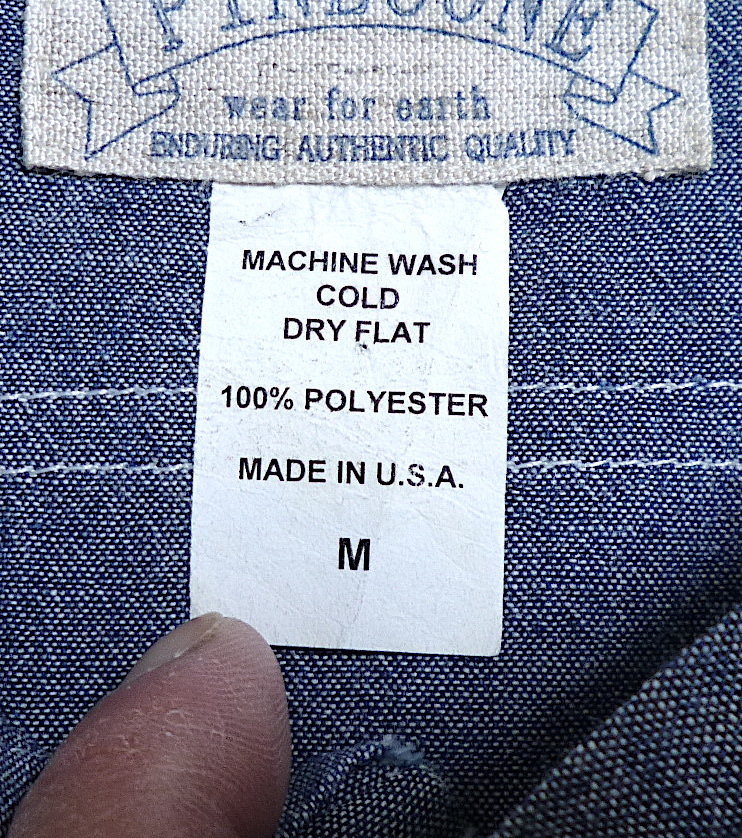 wear for earth
ENDURING AUTHENTIC QUALITY
MACHINE WASH
COLD
DRY FLAT
100% POLYESTER
MADE IN U.S.A.
M